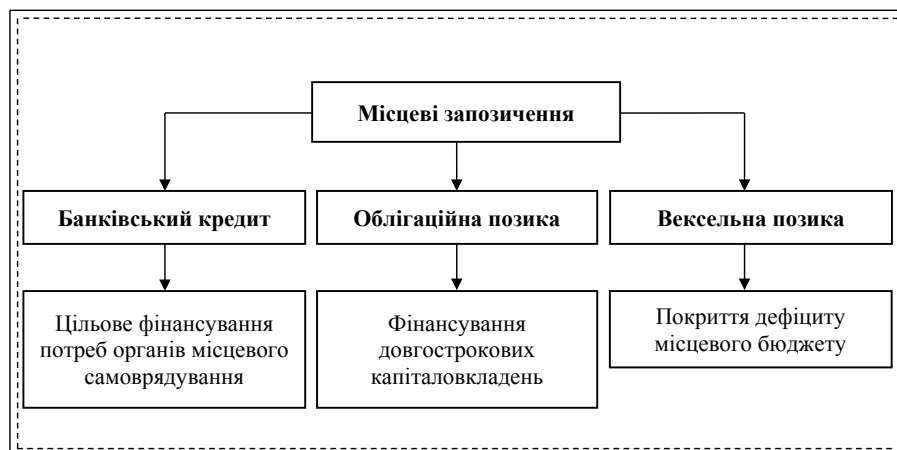 Місцеві запозичення
Банківський кредит
Облігаційна позика
Вексельна позика
Цільове фінансування
потреб органів місцевого
самоврядування
Фінансування
довгострокових
капіталовкладень
Покриття дефіциту
місцевого бюджету